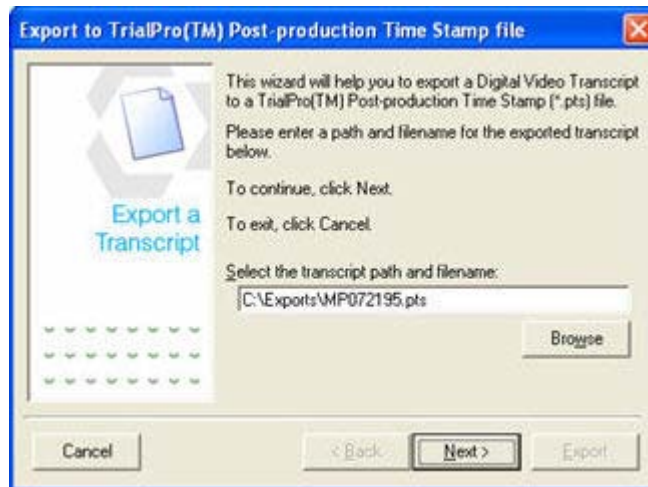 Export to TrialPro(TM) Post-production Time Stamp file
This wizard will help you to export a Digital Video Transcript
to a TrialPro(TM) Post-production Time Stamp (*.pts) file.
Please enter a path and filename for the exported transcript
below.
To continue, click Next.
To exit, click Cancel.
Export a
Transcript
Select the transcript path and filename:
C:\Exports\MP072195.pts
Browse
Cancel
< Back
Next >
Export